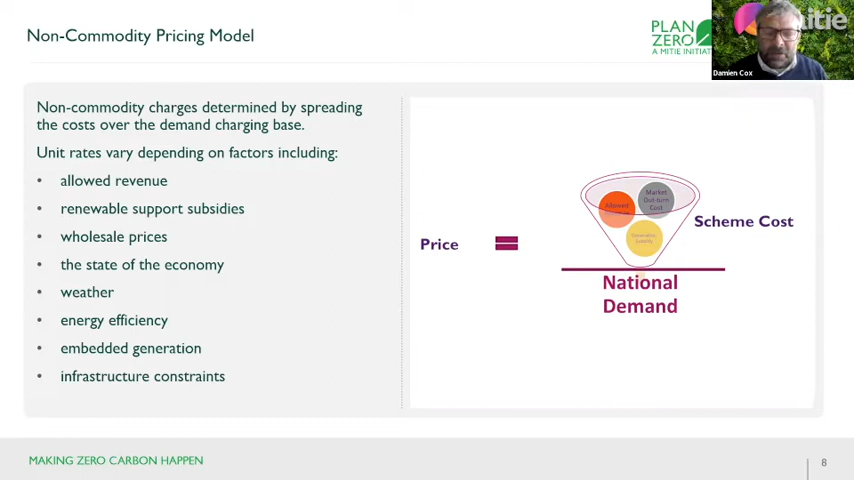 Non-Commodity Pricing Model
PLAN
ZERO
A MITIE INITI
itie
Damien Cox
Non-commodity charges determined by spreading
the costs over the demand charging base.
Unit rates vary depending on factors including:
• allowed revenue
• renewable support subsidies
• wholesale prices
• the state of the economy
• weather
• energy efficiency
• embedded generation
• infrastructure constraints
Price
=
Allowed
Market
Out-turn
Cost
Scheme Cost
National
Demand
MAKING ZERO CARBON HAPPEN
8